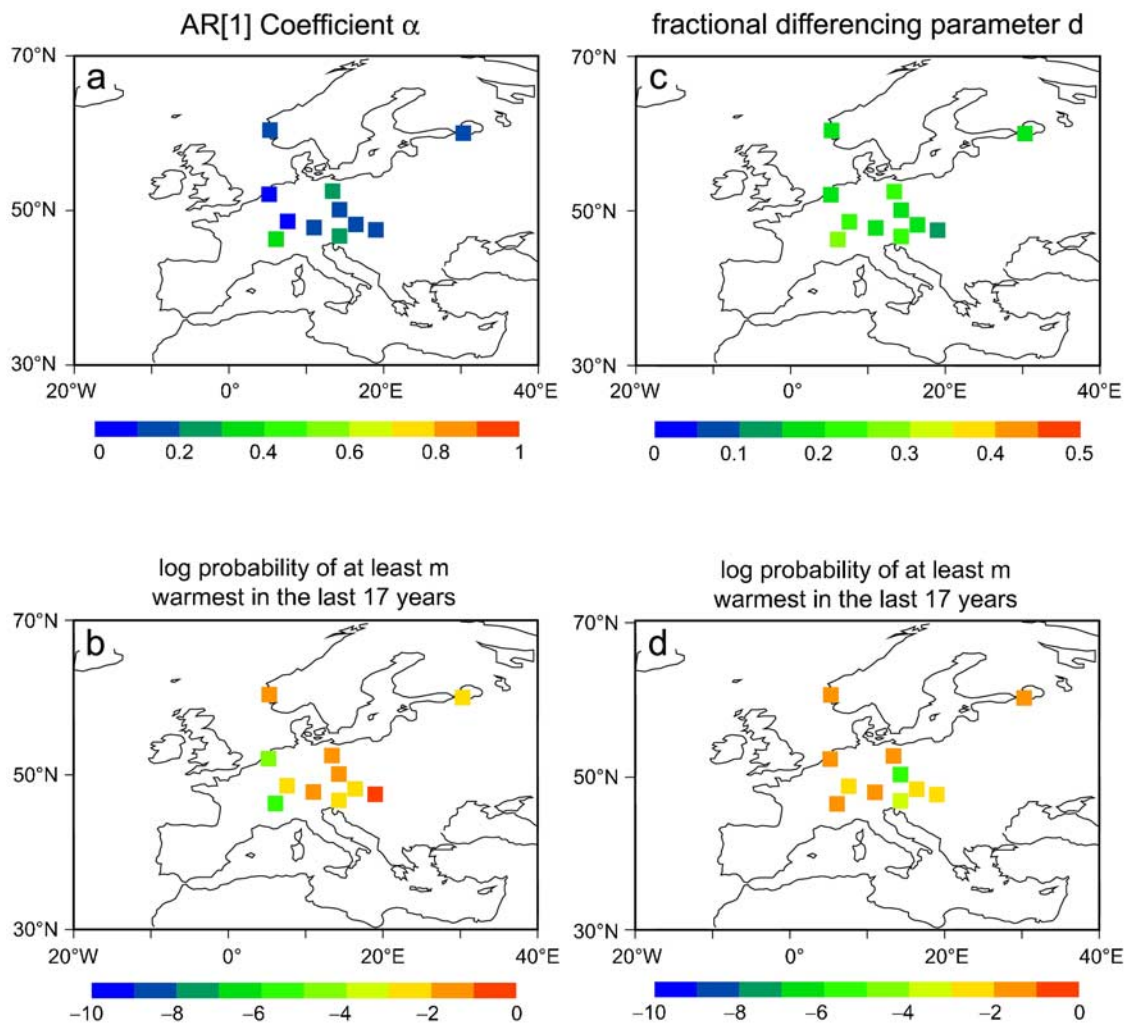 AR[1] Coefficient α
a
70°N
50°N
30°N
20°W 0° 20°E 40°E
0 0.2 0.4 0.6 0.8 1
fractional differencing parameter d
c
70°N
50°N
30°N
20°W 0° 20°E 40°E
0 0.1 0.2 0.3 0.4 0.5
log probability of at least m
warmest in the last 17 years
b
70°N
50°N
30°N
20°W 0° 20°E 40°E
−10 −8 −6 −4 −2 0
log probability of at least m
warmest in the last 17 years
d
70°N
50°N
30°N
20°W 0° 20°E 40°E
−10 −8 −6 −4 −2 0